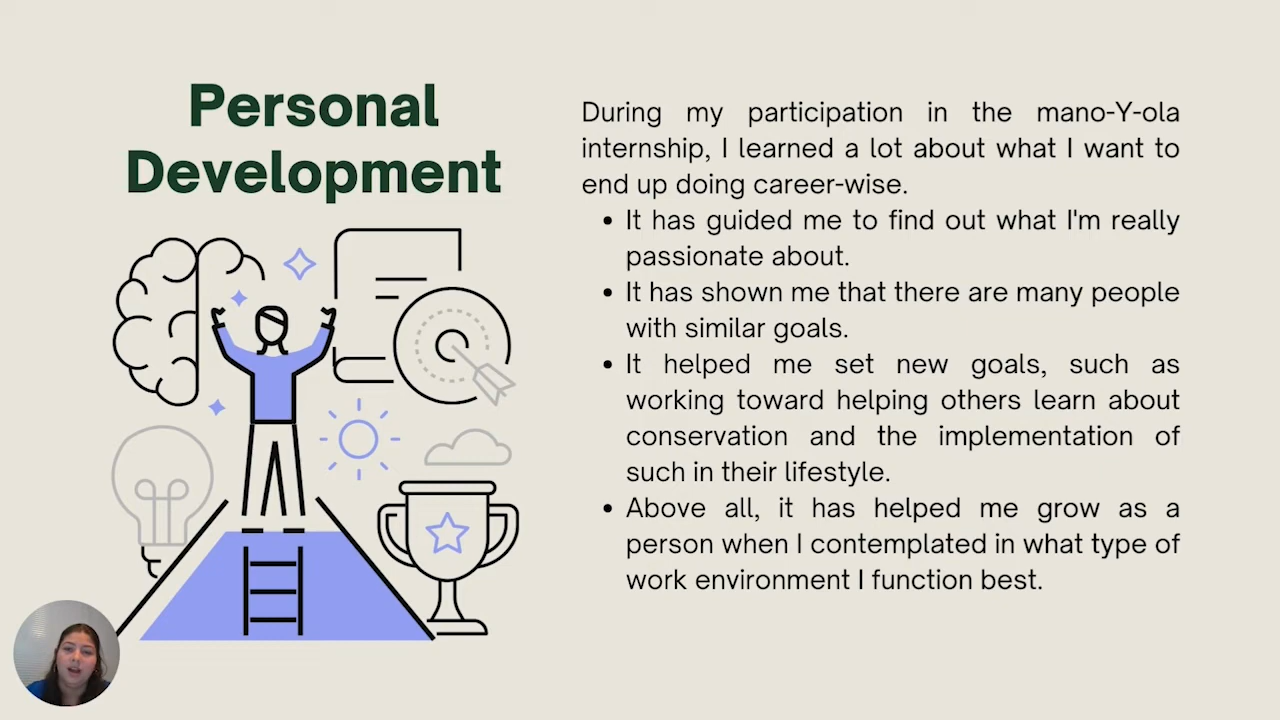 Personal
Development
During my participation in the mano-Y-ola
internship, I learned a lot about what I want to
end up doing career-wise.
• It has guided me to find out what I'm really
passionate about.
• It has shown me that there are many people
with similar goals.
• It helped me set new goals, such as
working toward helping others learn about
conservation and the implementation of
such in their lifestyle.
• Above all, it has helped me grow as a
person when I contemplated in what type of
work environment I function best.